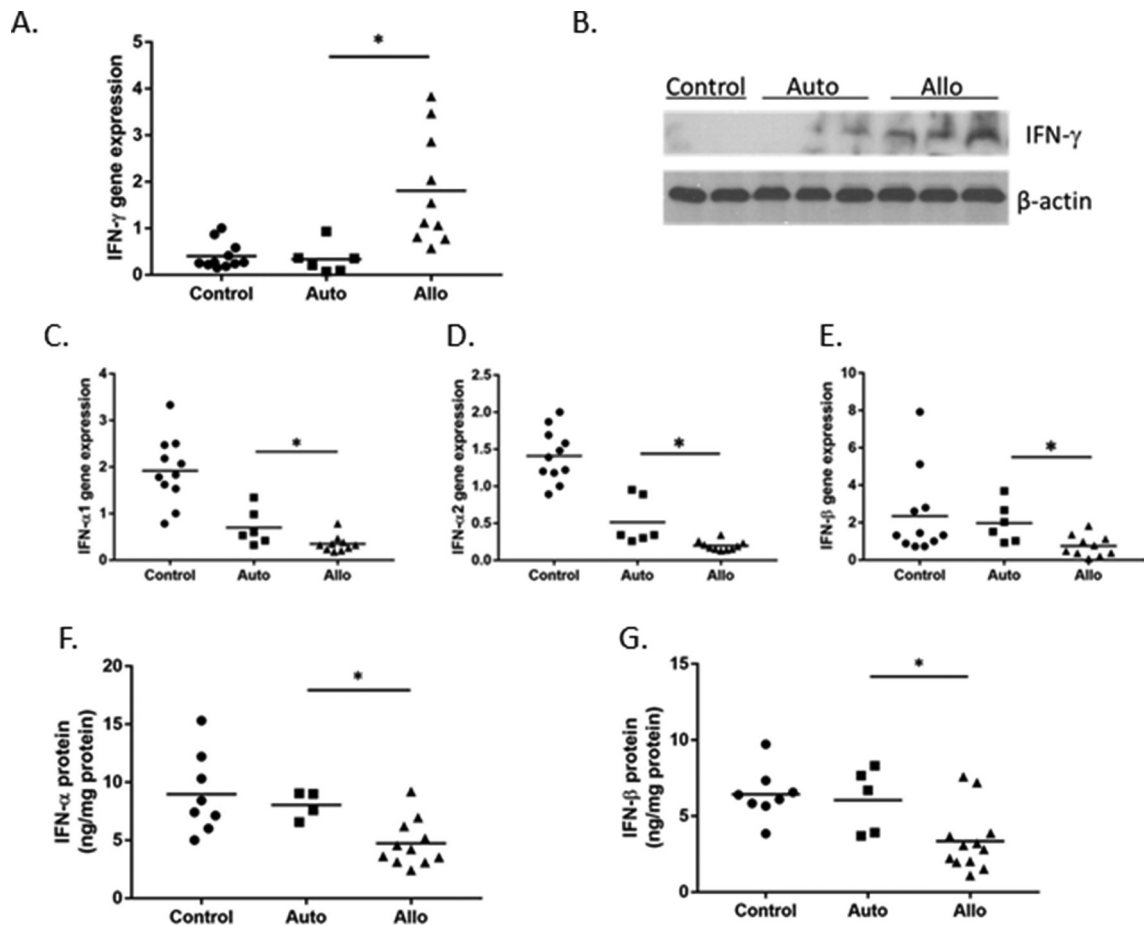 A.
IFN-γ gene expression
5
4
3
2
1
0
*
Control Auto Allo
B.
Control Auto Allo
IFN-γ
β-actin
C.
IFN-α1 gene expression
4
3
2
1
0
*
Control Auto Allo
D.
IFN-α2 gene expression
2.5
2.0
1.5
1.0
0.5
0.0
*
Control Auto Allo
E.
IFN-β gene expression
10
8
6
4
2
0
*
Control Auto Allo
F.
IFN-α protein
(ng/mg protein)
20
15
10
5
0
*
Control Auto Allo
G.
IFN-β protein
(ng/mg protein)
15
10
5
0
*
Control Auto Allo